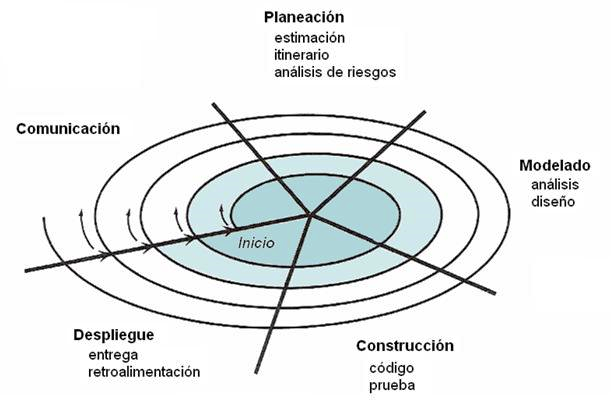 Planeación
estimación
itinerario
análisis de riesgos
Comunicación
Modelado
análisis
diseño
Inicio
Despliegue
entrega
retroalimentación
Construcción
código
prueba